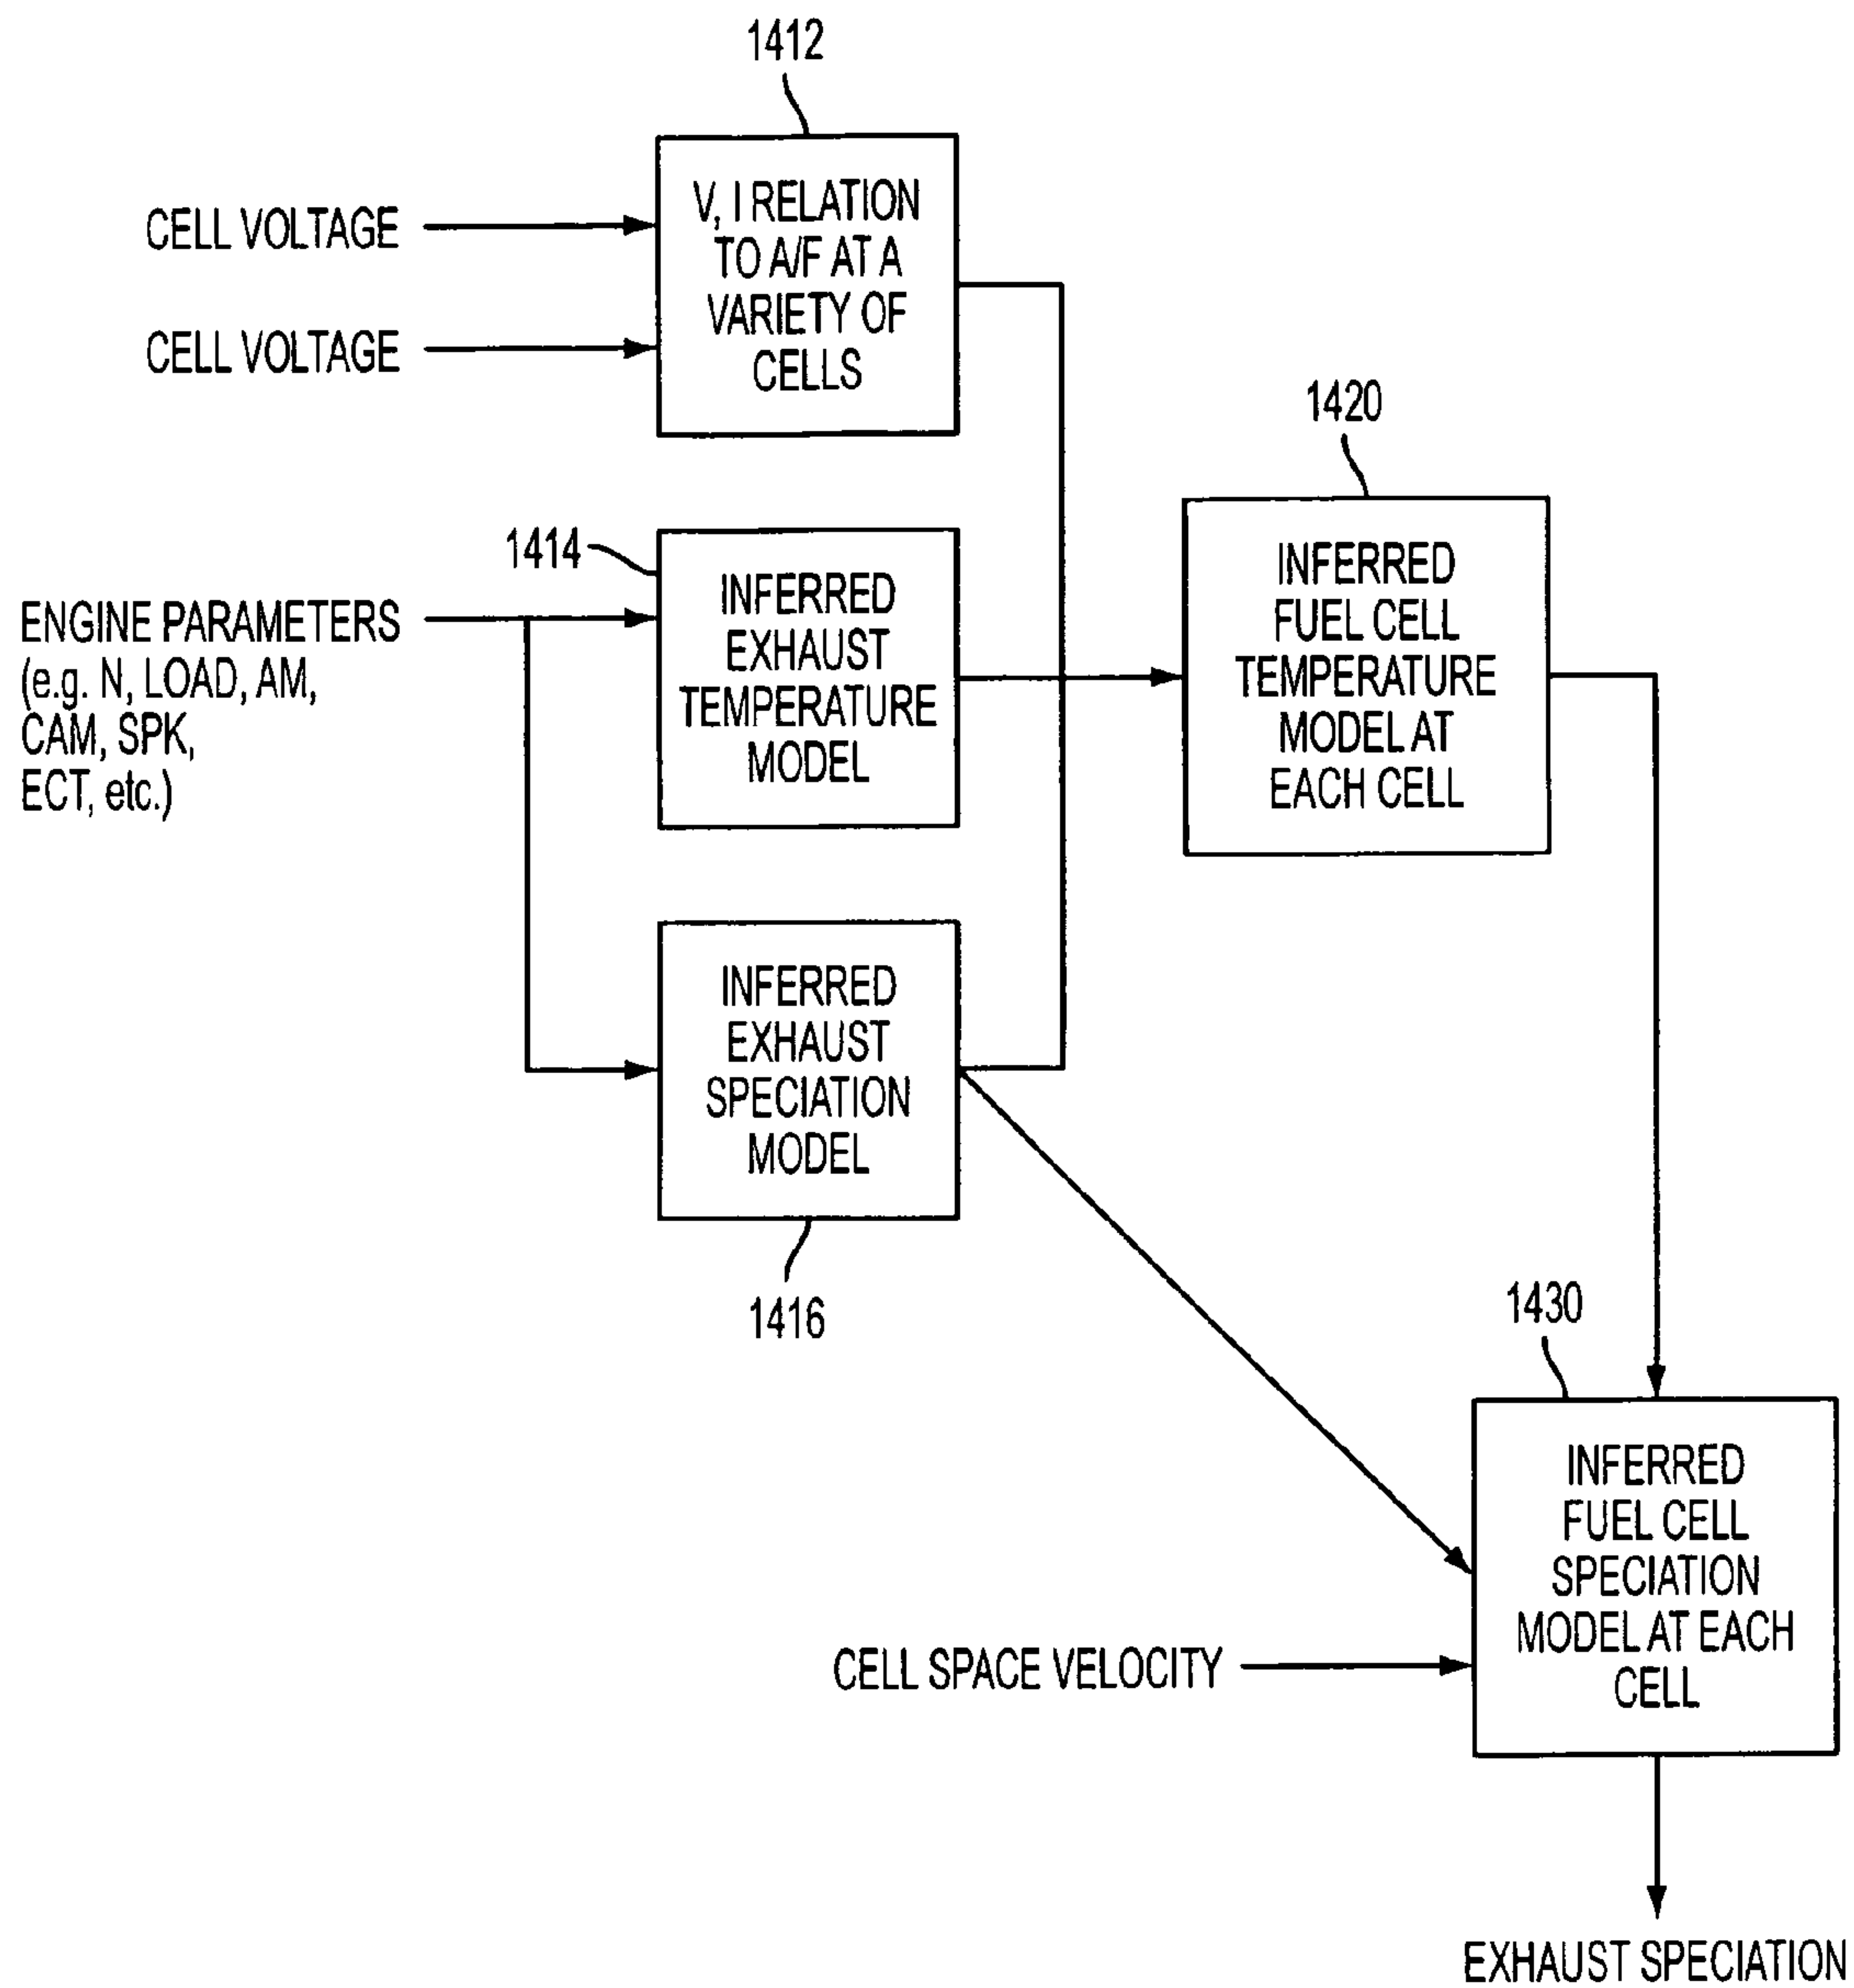 1412
V, I RELATION
TO A/F AT A
VARIETY OF
CELLS
CELL VOLTAGE
CELL VOLTAGE
1414
INFERRED
EXHAUST
TEMPERATURE
MODEL
ENGINE PARAMETERS
(e.g. N, LOAD, AM,
CAM, SPK,
ECT, etc.)
1420
INFERRED
FUEL CELL
TEMPERATURE
MODEL AT
EACH CELL
INFERRED
EXHAUST
SPECIATION
MODEL
1416
1430
INFERRED
FUEL CELL
SPECIATION
MODEL AT EACH
CELL
CELL SPACE VELOCITY
EXHAUST SPECIATION